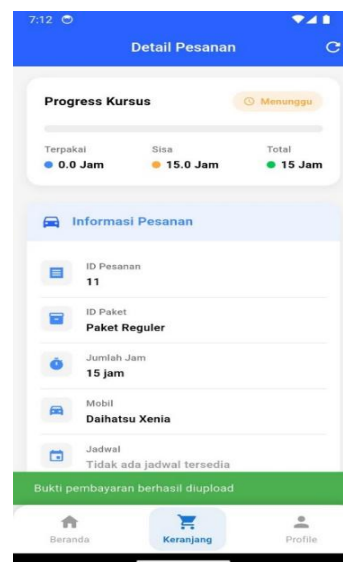 7:12
Detail Pesanan
Progress Kursus
Menunggu
Terpakai Sisa Total
0.0 Jam 15.0 Jam 15 Jam
Informasi Pesanan
ID Pesanan
11
ID Paket
Paket Reguler
Jumlah Jam
15 jam
Mobil
Daihatsu Xenia
Jadwal
Tidak ada jadwal tersedia
Bukti pembayaran berhasil diupload
Beranda Keranjang Profile